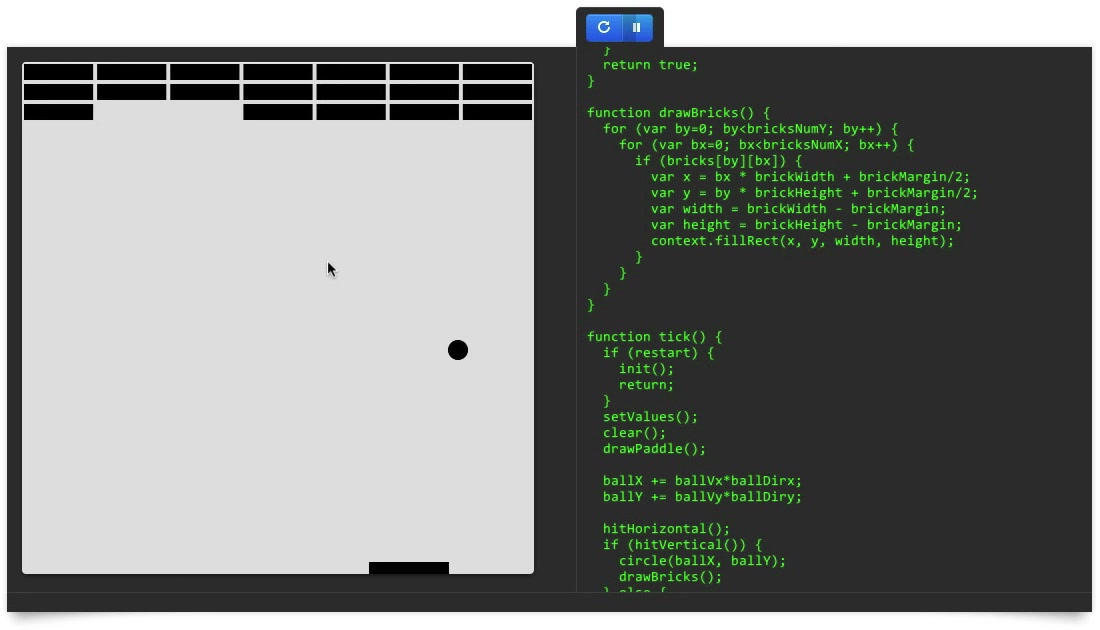 }
return true;
}
function drawBricks() {
for (var by=0; by<bricksNumY; by++) {
for (var bx=0; bx<bricksNumX; bx++) {
if (bricks[by][bx]) {
var x = bx * brickWidth + brickMargin/2;
var y = by * brickHeight + brickMargin/2;
var width = brickWidth - brickMargin;
var height = brickHeight - brickMargin;
context.fillRect(x, y, width, height);
}
}
}
}
function tick() {
if (restart) {
init();
return;
}
setValues();
clear();
drawPaddle();
ballX += ballVx*ballDirx;
ballY += ballVy*ballDiry;
hitHorizontal();
if (hitVertical()) {
circle(ballX, ballY);
drawBricks();
} else {